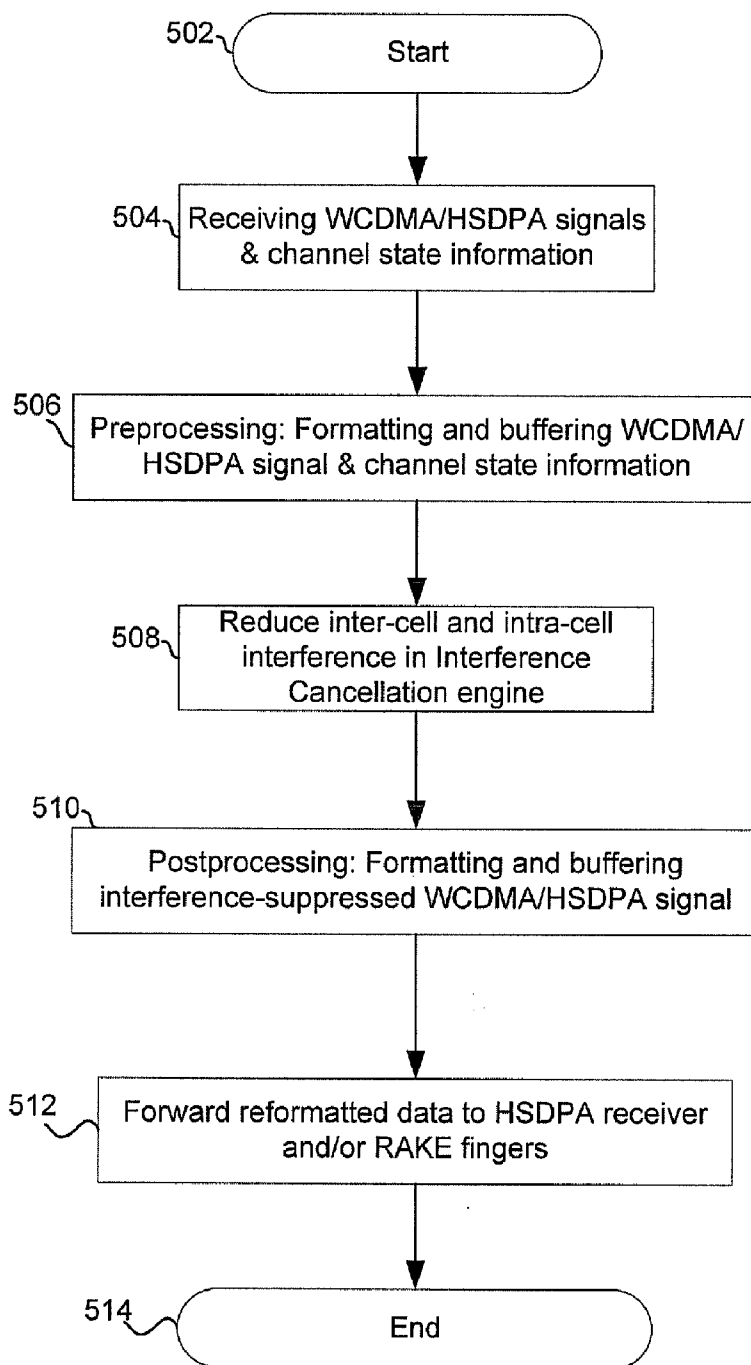 502
Start
504
Receiving WCDMA/HSDPA signals
& channel state information
506
Preprocessing: Formatting and buffering WCDMA/
HSDPA signal & channel state information
508
Reduce inter-cell and intra-cell
interference in Interference
Cancellation engine
510
Postprocessing: Formatting and buffering
interference-suppressed WCDMA/HSDPA signal
512
Forward reformatted data to HSDPA receiver
and/or RAKE fingers
514
End